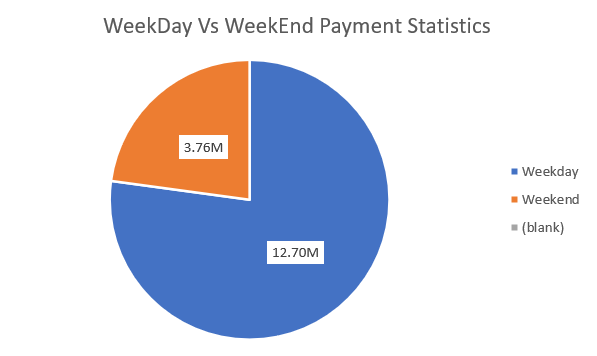 WeekDay Vs WeekEnd Payment Statistics
3.76M
12.70M
Weekday
Weekend
(blank)